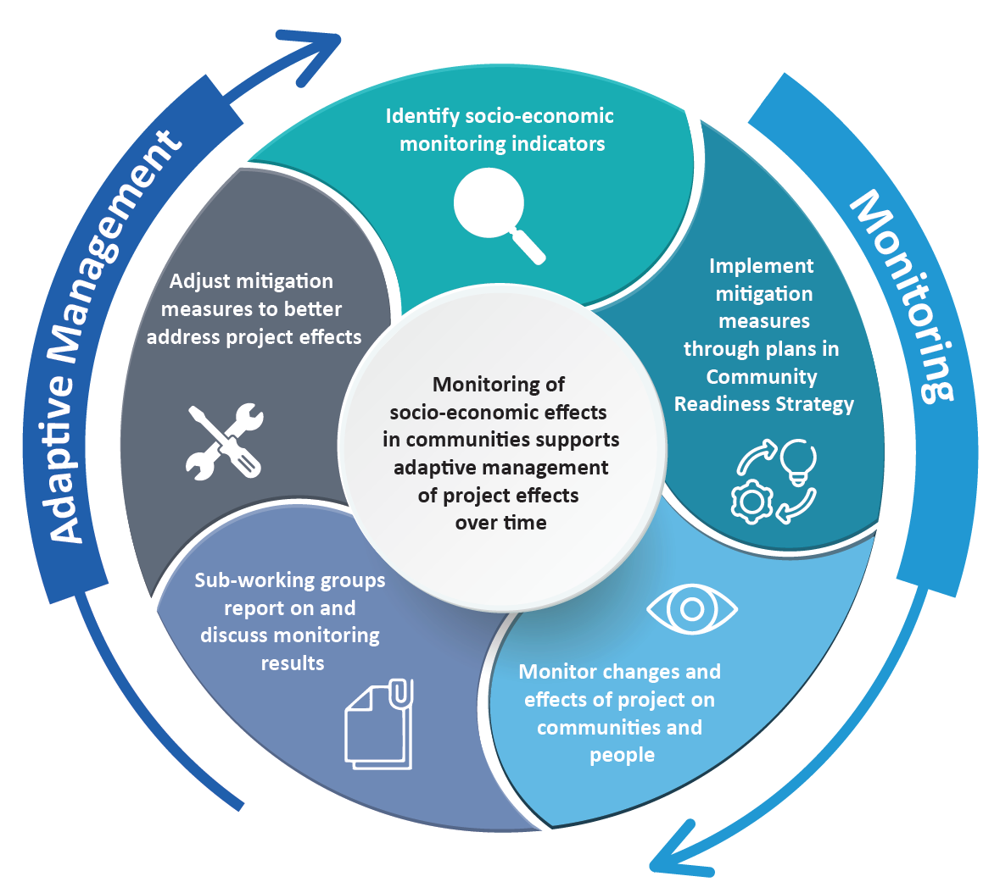 Identify socio-economic
monitoring indicators
Implement
mitigation
measures
through plans in
Community
Readiness Strategy
Monitor changes and
effects of project on
communities and
people
Sub-working groups
report on and
discuss monitoring
results
Adjust mitigation
measures to better
address project effects
Monitoring of
socio-economic effects
in communities supports
adaptive management
of project effects
over time
Adaptive Management
Monitoring